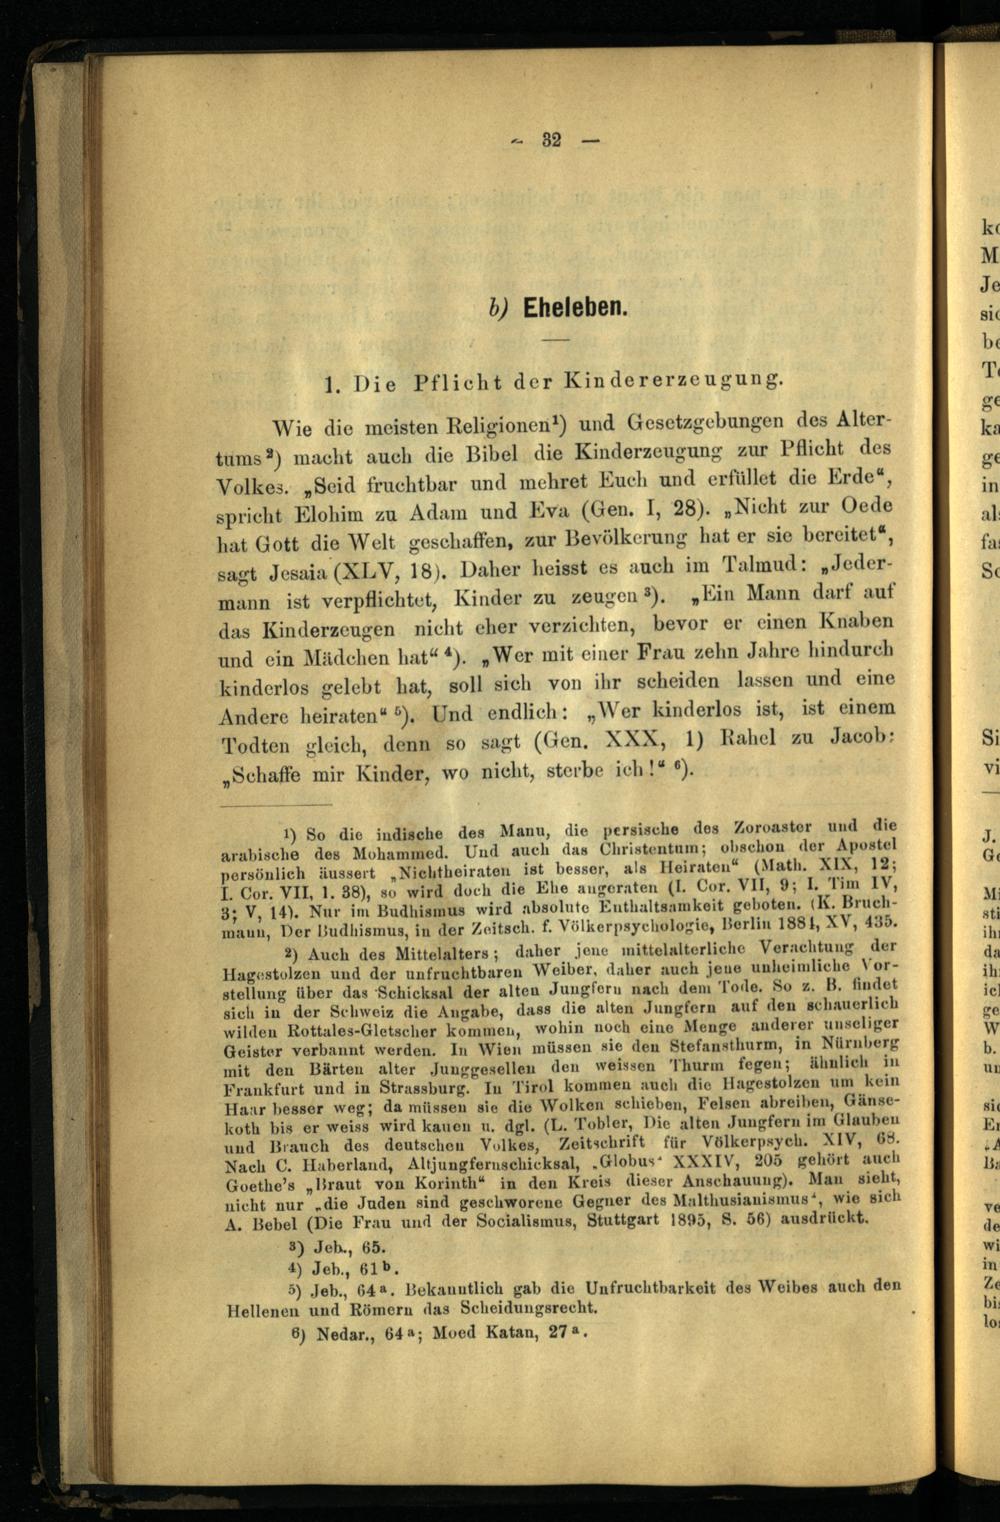 — 32 —
b) Eheleben.
1. Die Pflicht der Kindererzeugung.
Wie die meisten Religionen¹) und Gesetzgebungen des Alter-
tums²) macht auch die Bibel die Kinderzeugung zur Pflicht des
Volkes. „Seid fruchtbar und mehret Euch und erfüllet die Erde“,
spricht Elohim zu Adam und Eva (Gen. I, 28). „Nicht zur Oede
hat Gott die Welt geschaffen, zur Bevölkerung hat er sie bereitet“,
sagt Jesaia (XLV, 18). Daher heisst es auch im Talmud: „Jeder-
mann ist verpflichtet, Kinder zu zeugen³). „Ein Mann darf auf
das Kinderzeugen nicht eher verzichten, bevor er einen Knaben
und ein Mädchen hat“⁴). „Wer mit einer Frau zehn Jahre hindurch
kinderlos gelebt hat, soll sich von ihr scheiden lassen und eine
Andere heiraten“⁵). Und endlich: „Wer kinderlos ist, ist einem
Todten gleich, denn so sagt (Gen. XXX, 1) Rahel zu Jacob:
„Schaffe mir Kinder, wo nicht, sterbe ich!“⁶).
¹) So die indische des Manu, die persische des Zoroaster und die
arabische des Mohammed. Und auch das Christentum; obschon der Apostel
persönlich äussert „Nichtheiraten ist besser, als Heiraten“ (Math. XIX, 12;
I. Cor. VII, 1. 38), so wird doch die Ehe angeraten (I. Cor. VII, 9; I. Tim IV,
3; V, 14). Nur im Budhismus wird absolute Enthaltsamkeit geboten. (K. Bruch-
mann, Der Budhismus, in der Zeitsch. f. Völkerpsychologie, Berlin 1884, XV, 435.
²) Auch des Mittelalters; daher jene mittelalterliche Verachtung der
Hagestolzen und der unfruchtbaren Weiber, daher auch jene unheimliche Vor-
stellung über das Schicksal der alten Jungfern nach dem Tode. So z. B. findet
sich in der Schweiz die Angabe, dass die alten Jungfern auf den schauerlich
wilden Rottales-Gletscher kommen, wohin noch eine Menge anderer unseliger
Geister verbannt werden. In Wien müssen sie den Stefansthurm, in Nürnberg
mit den Bärten alter Junggesellen den weissen Thurm fegen; ähnlich in
Frankfurt und in Strassburg. In Tirol kommen auch die Hagestolzen um kein
Haar besser weg; da müssen sie die Wolken schieben, Felsen abreiben, Gänse-
koth bis er weiss wird kauen u. dgl. (L. Tobler, Die alten Jungfern im Glauben
und Brauch des deutschen Volkes, Zeitschrift für Völkerpsych. XIV, 68.
Nach C. Haberland, Altjungfernschicksal, „Globus“ XXXIV, 205 gehört auch
Goethe's „Braut von Korinth“ in den Kreis dieser Anschauung). Man sieht,
nicht nur „die Juden sind geschworene Gegner des Malthusianismus“, wie sich
A. Bebel (Die Frau und der Socialismus, Stuttgart 1895, S. 56) ausdrückt.
³) Jeb., 65.
⁴) Jeb., 61ᵇ.
⁵) Jeb., 64ᵃ. Bekanntlich gab die Unfruchtbarkeit des Weibes auch den
Hellenen und Römern das Scheidungsrecht.
⁶) Nedar., 64ᵃ; Moed Katan, 27ᵃ.